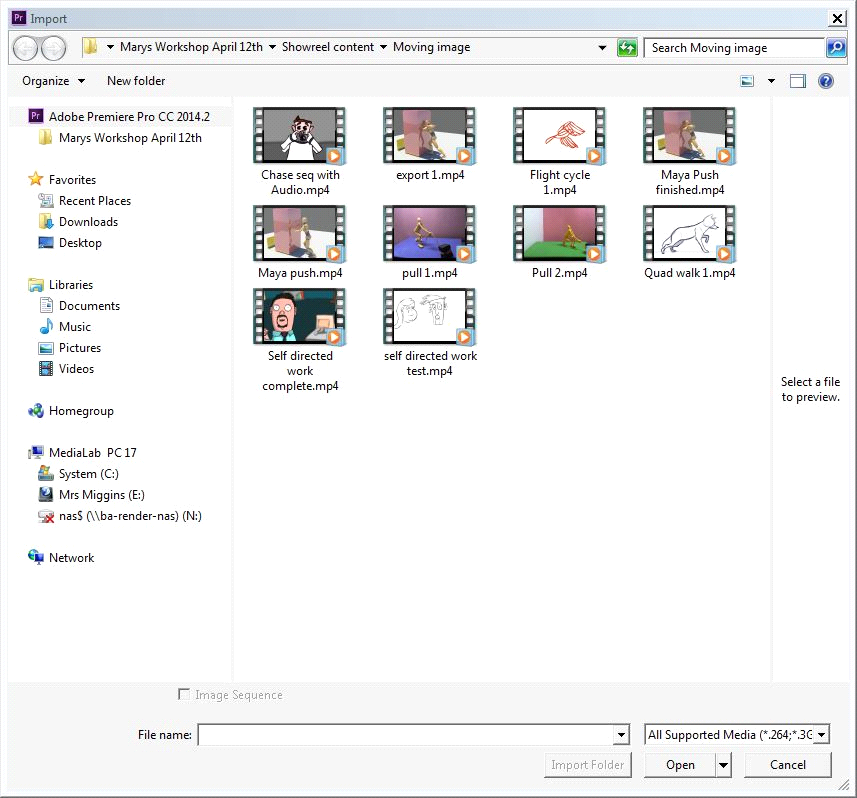 Pr Import
Marys Workshop April 12th Showreel content Moving image Search Moving image
Organize New folder
Pr Adobe Premiere Pro CC 2014.2
Marys Workshop April 12th
Favorites
Recent Places
Downloads
Desktop
Libraries
Documents
Music
Pictures
Videos
Homegroup
MediaLab PC 17
System (C:)
Mrs Miggins (E:)
nas$ (\\ba-render-nas) (N:)
Network
Chase seq with
Audio.mp4
export 1.mp4
Flight cycle
1.mp4
Maya Push
finished.mp4
Maya push.mp4
pull 1.mp4
Pull 2.mp4
Quad walk 1.mp4
Self directed
work
complete.mp4
self directed work
test.mp4
Select a file
to preview.
Image Sequence
File name: All Supported Media (*.264;*.3G
Import Folder Open Cancel